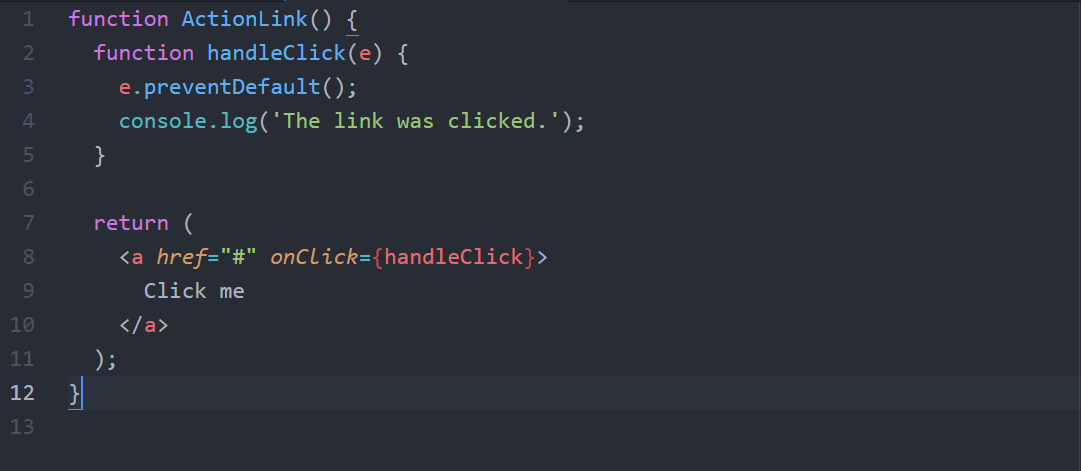 1 function ActionLink() {
2   function handleClick(e) {
3     e.preventDefault();
4     console.log('The link was clicked.');
5   }
6
7   return (
8     <a href="#" onClick={handleClick}>
9       Click me
10     </a>
11   );
12 }
13